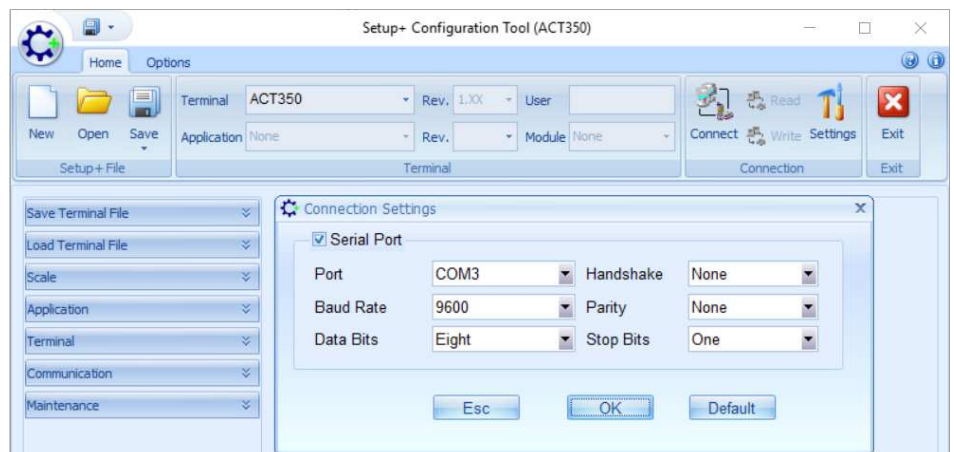 Setup+ Configuration Tool (ACT350)
Home Options
Terminal ACT350 Rev. 1.XX User Read
New Open Save Application None Rev. Module None Connect Write Settings Exit
Setup+ File Terminal Connection Exit
Save Terminal File
Load Terminal File
Scale
Application
Terminal
Communication
Maintenance
Connection Settings
Serial Port
Port COM3 Handshake None
Baud Rate 9600 Parity None
Data Bits Eight Stop Bits One
Esc OK Default